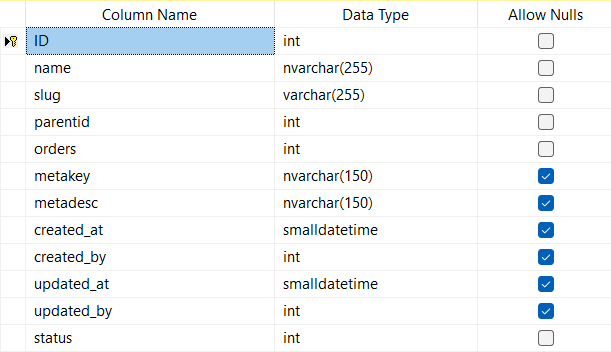 Column Name Data Type Allow Nulls
ID int
name nvarchar(255)
slug varchar(255)
parentid int
orders int
metakey nvarchar(150)
metadesc nvarchar(150)
created_at smalldatetime
created_by int
updated_at smalldatetime
updated_by int
status int